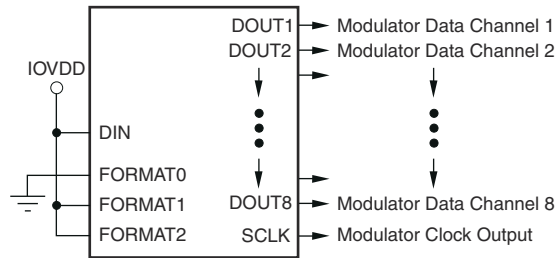 DOUT1 Modulator Data Channel 1
DOUT2 Modulator Data Channel 2
IOVDD
DIN
FORMAT0
FORMAT1 DOUT8 Modulator Data Channel 8
FORMAT2 SCLK Modulator Clock Output